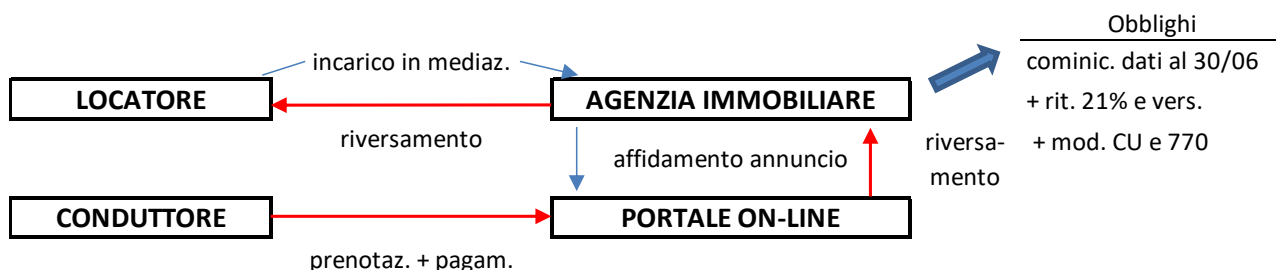 Obblighi
incarico in mediaz.
cominic. dati al 30/06
LOCATORE
AGENZIA IMMOBILIARE
+ rit. 21% e vers.
riversamento
affidamento annuncio
riversa-
mento
+ mod. CU e 770
CONDUTTORE
PORTALE ON-LINE
prenotaz. + pagam.